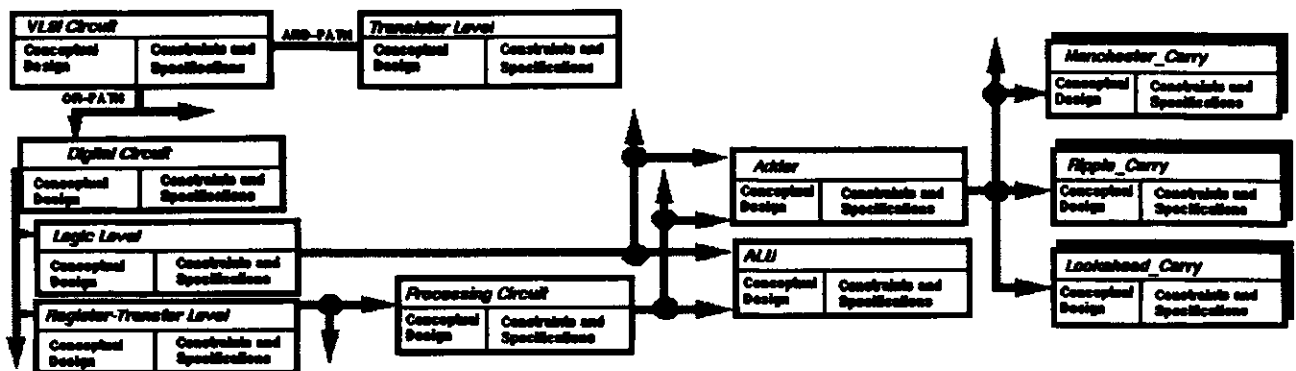 VLSI Circuit
Conceptual Design
Constraints and Specifications
AND-PATH
Transistor Level
Conceptual Design
Constraints and Specifications
OR-PATH
Digital Circuit
Conceptual Design
Constraints and Specifications
Logic Level
Conceptual Design
Constraints and Specifications
Register-Transfer Level
Conceptual Design
Constraints and Specifications
Processing Circuit
Conceptual Design
Constraints and Specifications
Adder
Conceptual Design
Constraints and Specifications
ALU
Conceptual Design
Constraints and Specifications
Manchester_Carry
Conceptual Design
Constraints and Specifications
Ripple_Carry
Conceptual Design
Constraints and Specifications
Lookahead_Carry
Conceptual Design
Constraints and Specifications